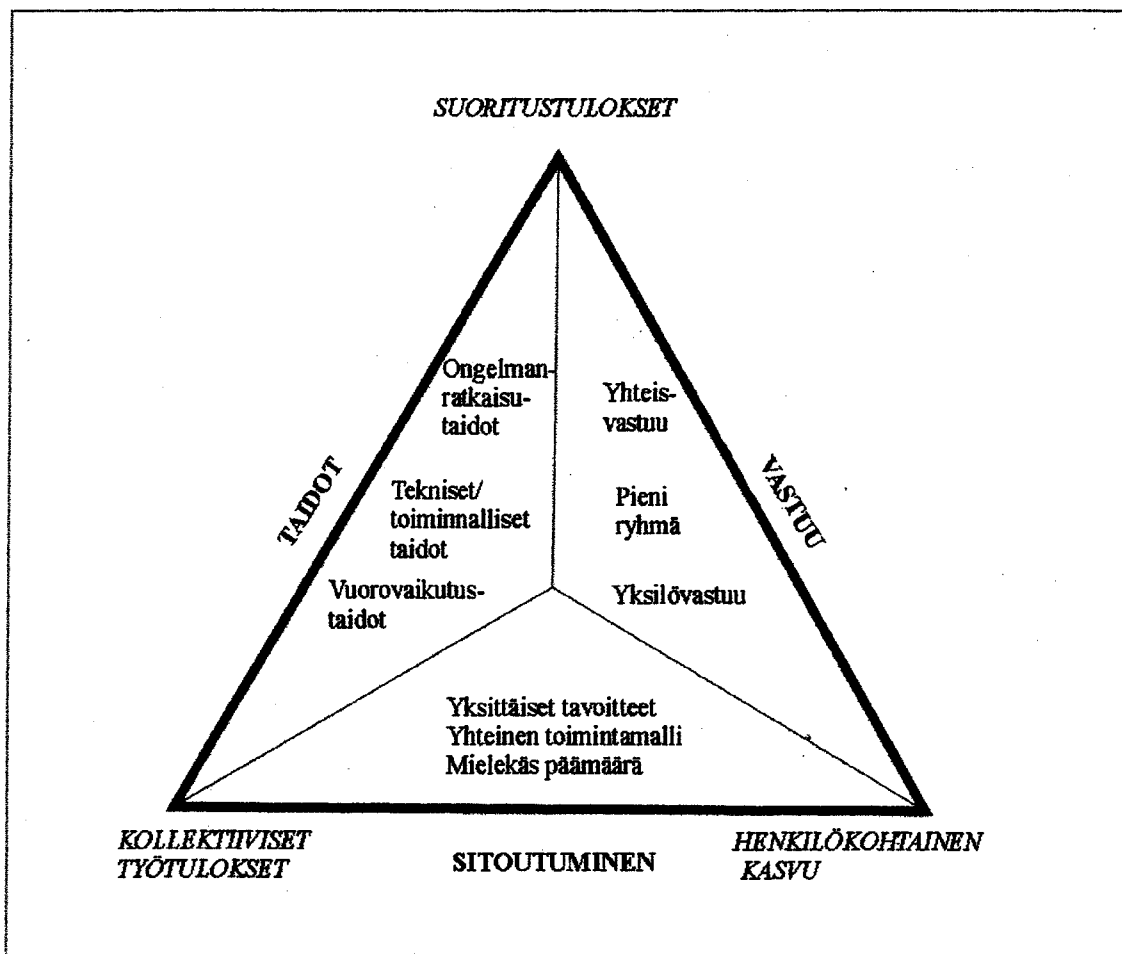 SUORITUSTULOKSET
Ongelman-
ratkaisu-
taidot
Yhteis-
vastuu
TAIDOT
VASTUU
Tekniset/
toiminnalliset
taidot
Pieni
ryhmä
Vuorovaikutus-
taidot
Yksilövastuu
Yksittäiset tavoitteet
Yhteinen toimintamalli
Mielekäs päämäärä
KOLLEKTIIVISET
TYÖTULOKSET
SITOUTUMINEN
HENKILÖKOHTAINEN
KASVU